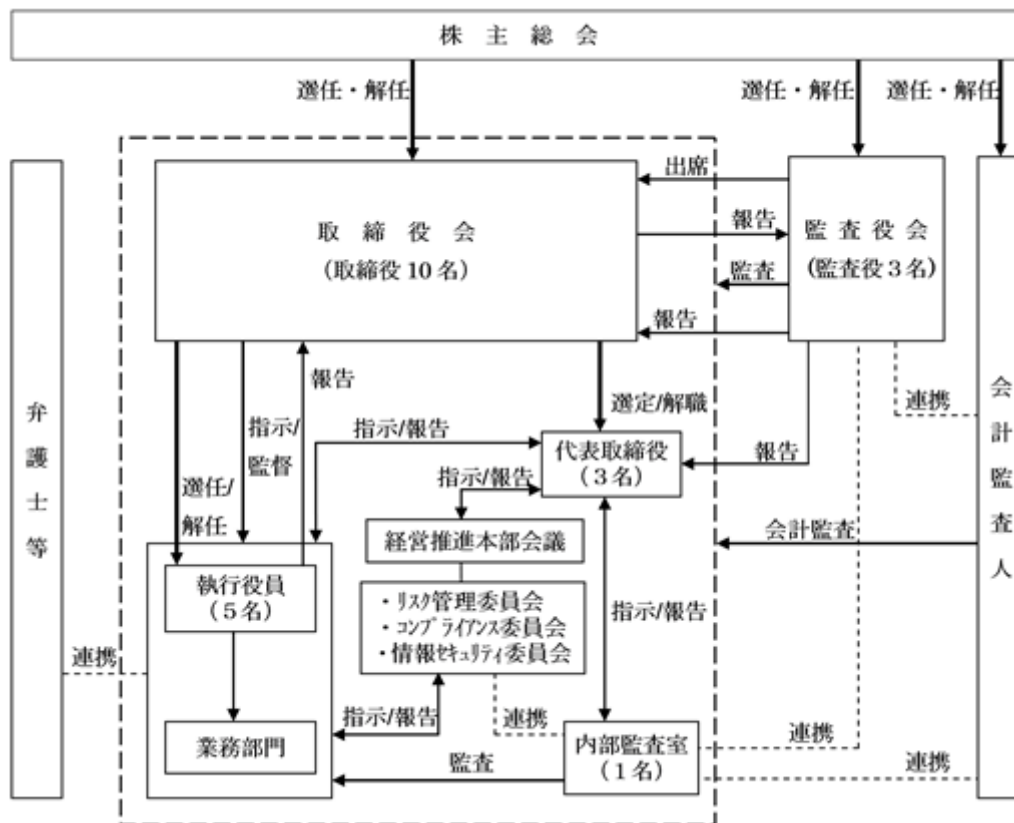 株主総会
選任・解任
選任・解任
選任・解任
出席
取締役会
(取締役10名)
報告
監査役会
(監査役3名)
監査
報告
報告
選定/解職
連携
会計監査人
弁護士等
指示/
監督
指示/報告
代表取締役
(3名)
報告
選任/
解任
指示/報告
経営推進本部会議
会計監査
執行役員
(5名)
・リスク管理委員会
・コンプライアンス委員会
・情報セキュリティ委員会
指示/報告
連携
指示/報告
連携
業務部門
内部監査室
(1名)
連携
監査
連携